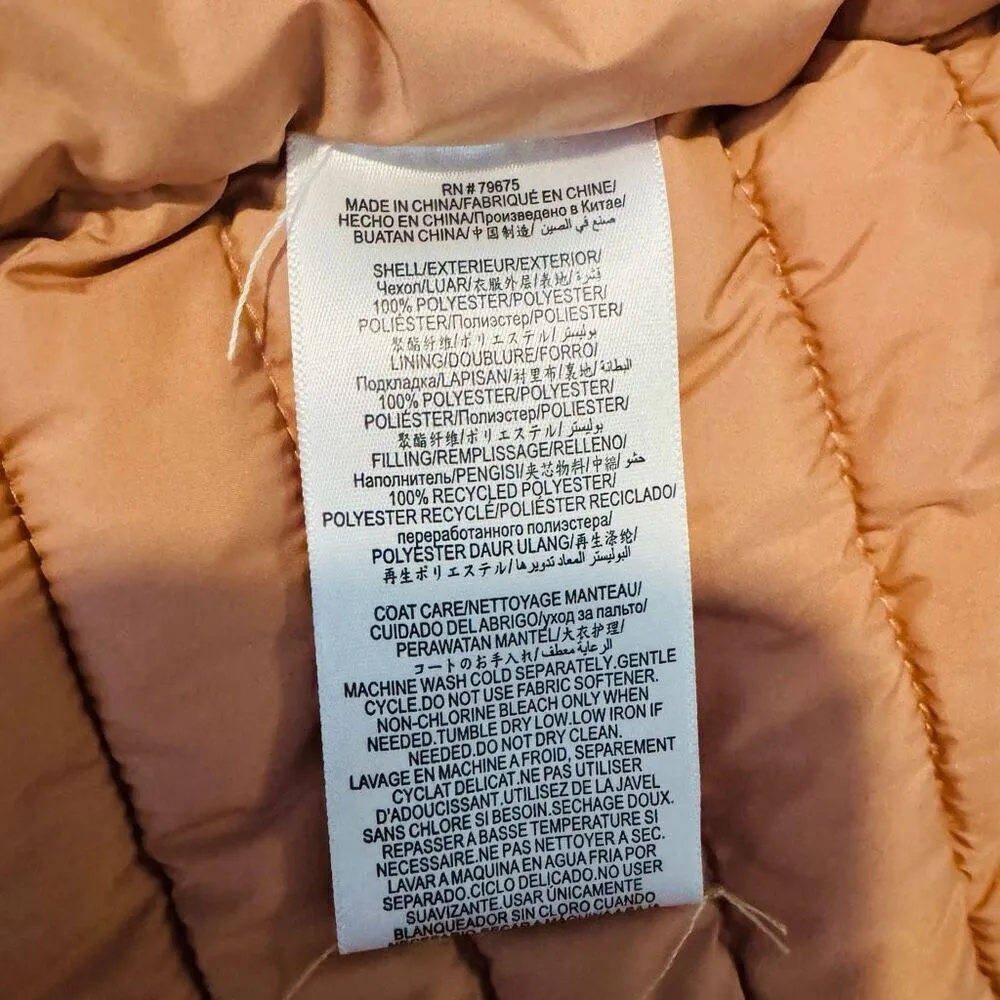 RN # 79675
MADE IN CHINA/FABRIQUÉ EN CHINE/
HECHO EN CHINA/Произведено в Китае/
BUATAN CHINA/中国制造/ صنع في الصين
SHELL/EXTERIEUR/EXTERIOR/
Чехол/LUAR/衣服外层/表地/قشرة
100% POLYESTER/POLYESTER/
POLIÉSTER/Полиэстер/POLIESTER/
聚酯纤维/ポリエステル/ بوليستر
LINING/DOUBLURE/FORRO/
Подкладка/LAPISAN/衬里布/裏地/البطانة
100% POLYESTER/POLYESTER/
POLIÉSTER/Полиэстер/POLIESTER/
聚酯纤维/ポリエステル/ بوليستر
FILLING/REMPLISSAGE/RELLENO/
Наполнитель/PENGISI/夹芯物料/中綿/ حشو
100% RECYCLED POLYESTER/
POLYESTER RECYCLÉ/POLIÉSTER RECICLADO/
переработанного полиэстера/
POLYESTER DAUR ULANG/再生涤纶/
再生ポリエステル/البوليستر المعاد تدويرها
COAT CARE/NETTOYAGE MANTEAU/
CUIDADO DEL ABRIGO/уход за пальто/
PERAWATAN MANTEL/大衣护理/
コートのお手入れ/ الرعاية معطف
MACHINE WASH COLD SEPARATELY.GENTLE
CYCLE.DO NOT USE FABRIC SOFTENER.
NON-CHLORINE BLEACH ONLY WHEN
NEEDED.TUMBLE DRY LOW.LOW IRON IF
NEEDED.DO NOT DRY CLEAN.
LAVAGE EN MACHINE A FROID, SEPAREMENT
CYCLAT DELICAT.NE PAS UTILISER
D'ADOUCISSANT.UTILISEZ DE LA JAVEL
SANS CHLORE SI BESOIN.SECHAGE DOUX.
REPASSER A BASSE TEMPERATURE SI
NECESSAIRE.NE PAS NETTOYER A SEC.
LAVAR A MAQUINA EN AGUA FRIA POR
SEPARADO.CICLO DELICADO.NO USER
SUAVIZANTE.USAR ÚNICAMENTE
BLANQUEADOR SIN CLORO CUANDO